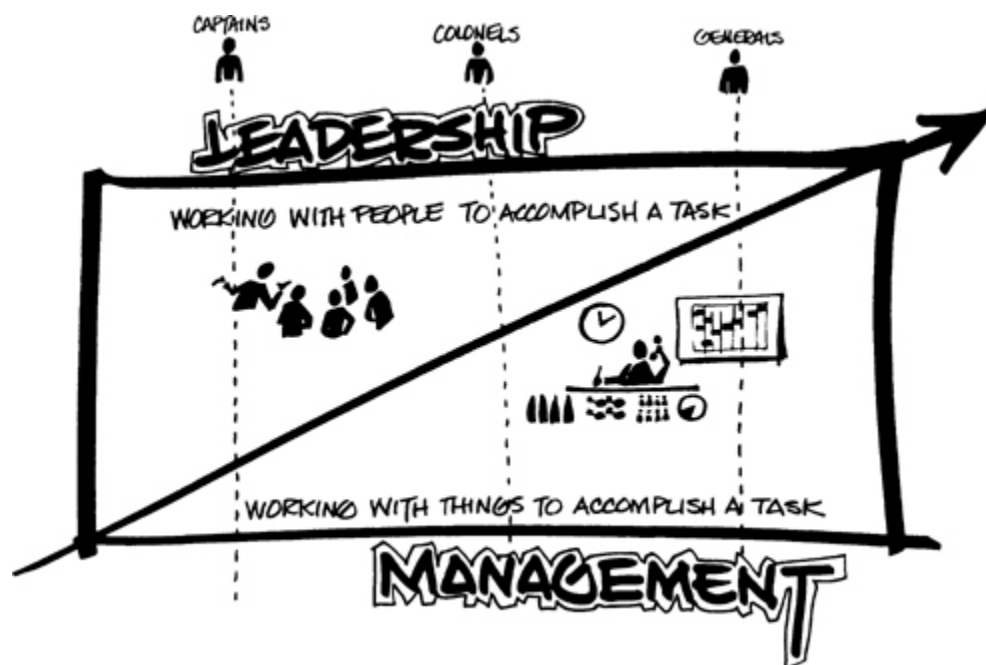 CAPTAINS
COLONELS
GENERALS
LEADERSHIP
WORKING WITH PEOPLE TO ACCOMPLISH A TASK
WORKING WITH THINGS TO ACCOMPLISH A TASK
MANAGEMENT